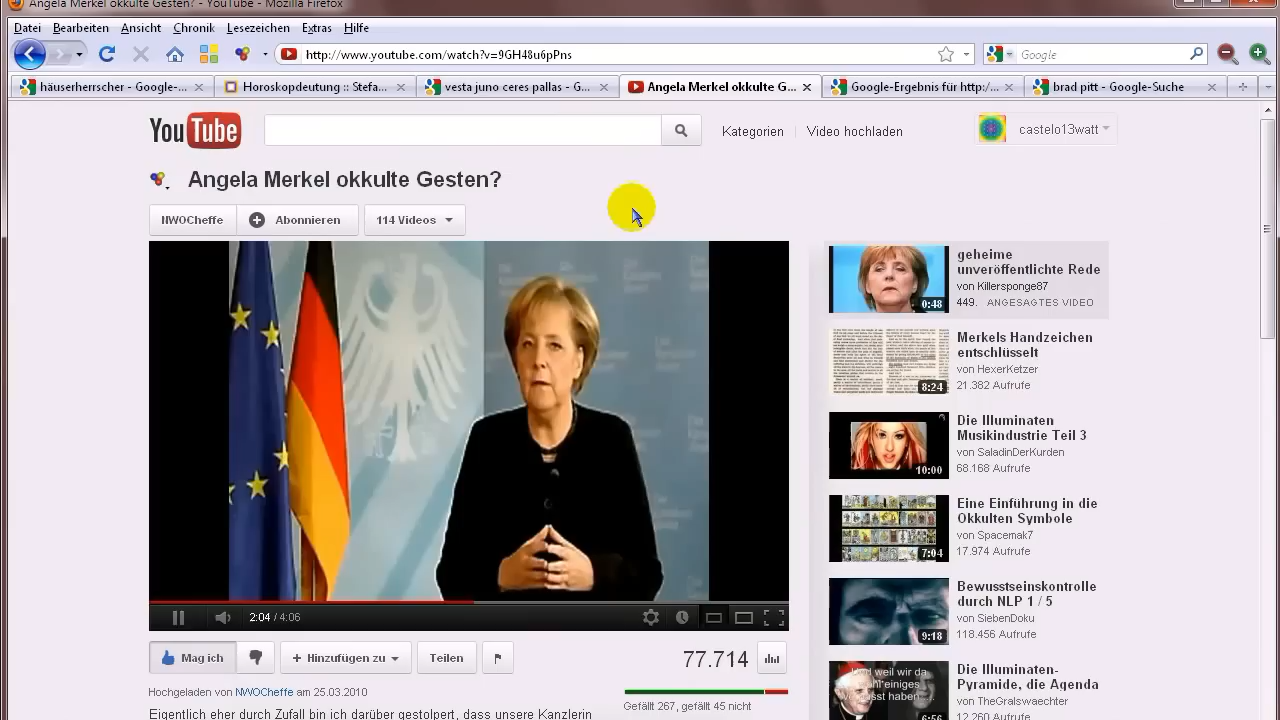 Angela Merkel okkulte Gesten? - YouTube - Mozilla Firefox
Datei Bearbeiten Ansicht Chronik Lesezeichen Extras Hilfe
http://www.youtube.com/watch?v=9GH48u6pPns
Google
häuserherrscher - Google-...
Horoskopdeutung :: Ste...
vesta juno ceres pallas - G...
Angela Merkel okkulte G...
Google-Ergebnis für http:/...
brad pitt - Google-Suche
YouTube
Kategorien
Video hochladen
castelo13watt
Angela Merkel okkulte Gesten?
NWOCheffe
Abonnieren
114 Videos
geheime
unveröffentlichte Rede
von Killersponge87
449. ANGESAGTES VIDEO
0:48
Merkels Handzeichen
entschlüsselt
von HexerKetzer
21.382 Aufrufe
8:24
Die Illuminaten
Musikindustrie Teil 3
von SaladinDerKurden
68.168 Aufrufe
10:00
Eine Einführung in die
Okkulten Symbole
von Spacemak7
17.974 Aufrufe
7:04
Bewusstseinskontrolle
durch NLP 1 / 5
von SiebenDoku
118.456 Aufrufe
9:18
Die Illuminaten-
Pyramide, die Agenda
von TheGralswaechter
12.260 Aufrufe
6:56
2:04 / 4:06
Mag ich
Hinzufügen zu
Teilen
77.714
Hochgeladen von NWOCheffe am 25.03.20
Gefällt 267, gefällt 45 nicht
Eigentlich eher durch Zufall bin ich darüber gestolpert, dass unsere Kanzlerin